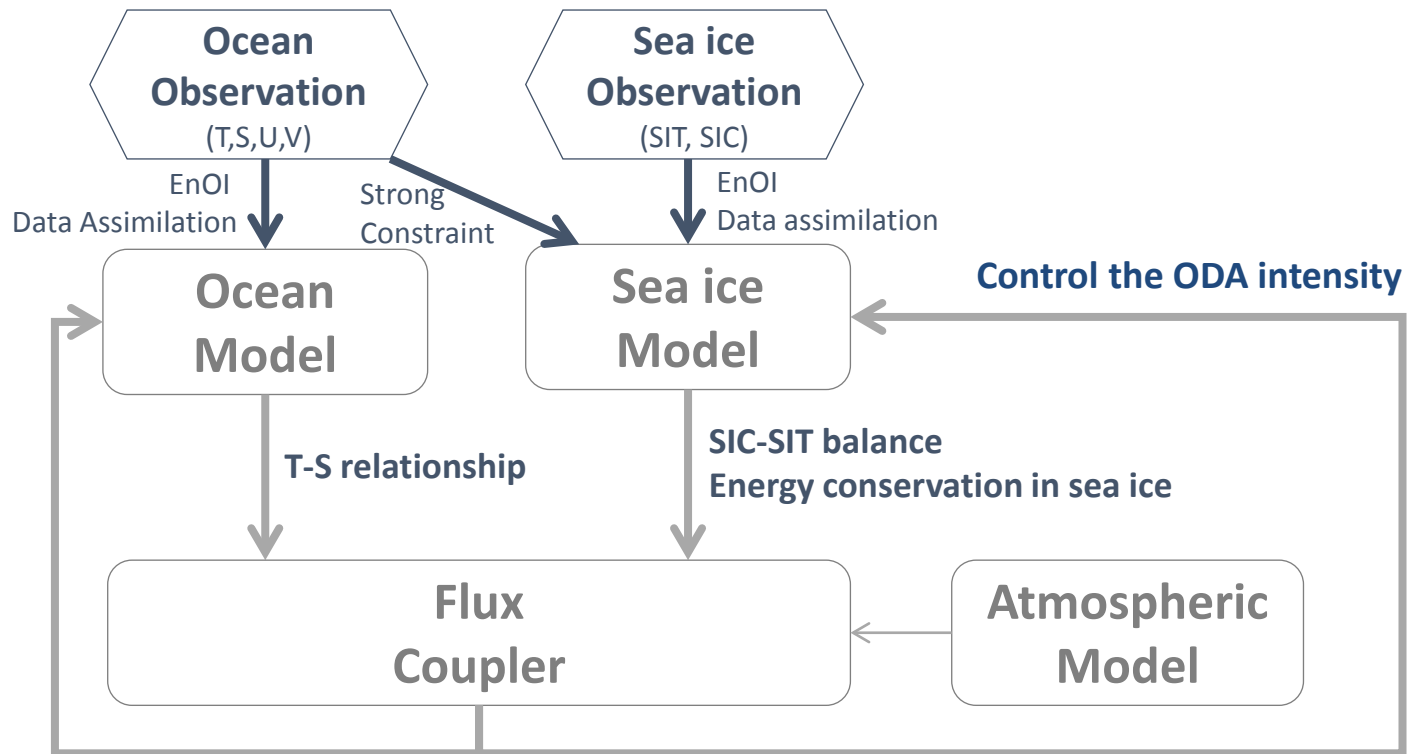 Ocean
Observation
(T,S,U,V)
Sea ice
Observation
(SIT, SIC)
EnOI
Data Assimilation
Strong
Constraint
EnOI
Data assimilation
Ocean
Model
Sea ice
Model
Control the ODA intensity
T-S relationship
SIC-SIT balance
Energy conservation in sea ice
Flux
Coupler
Atmospheric
Model